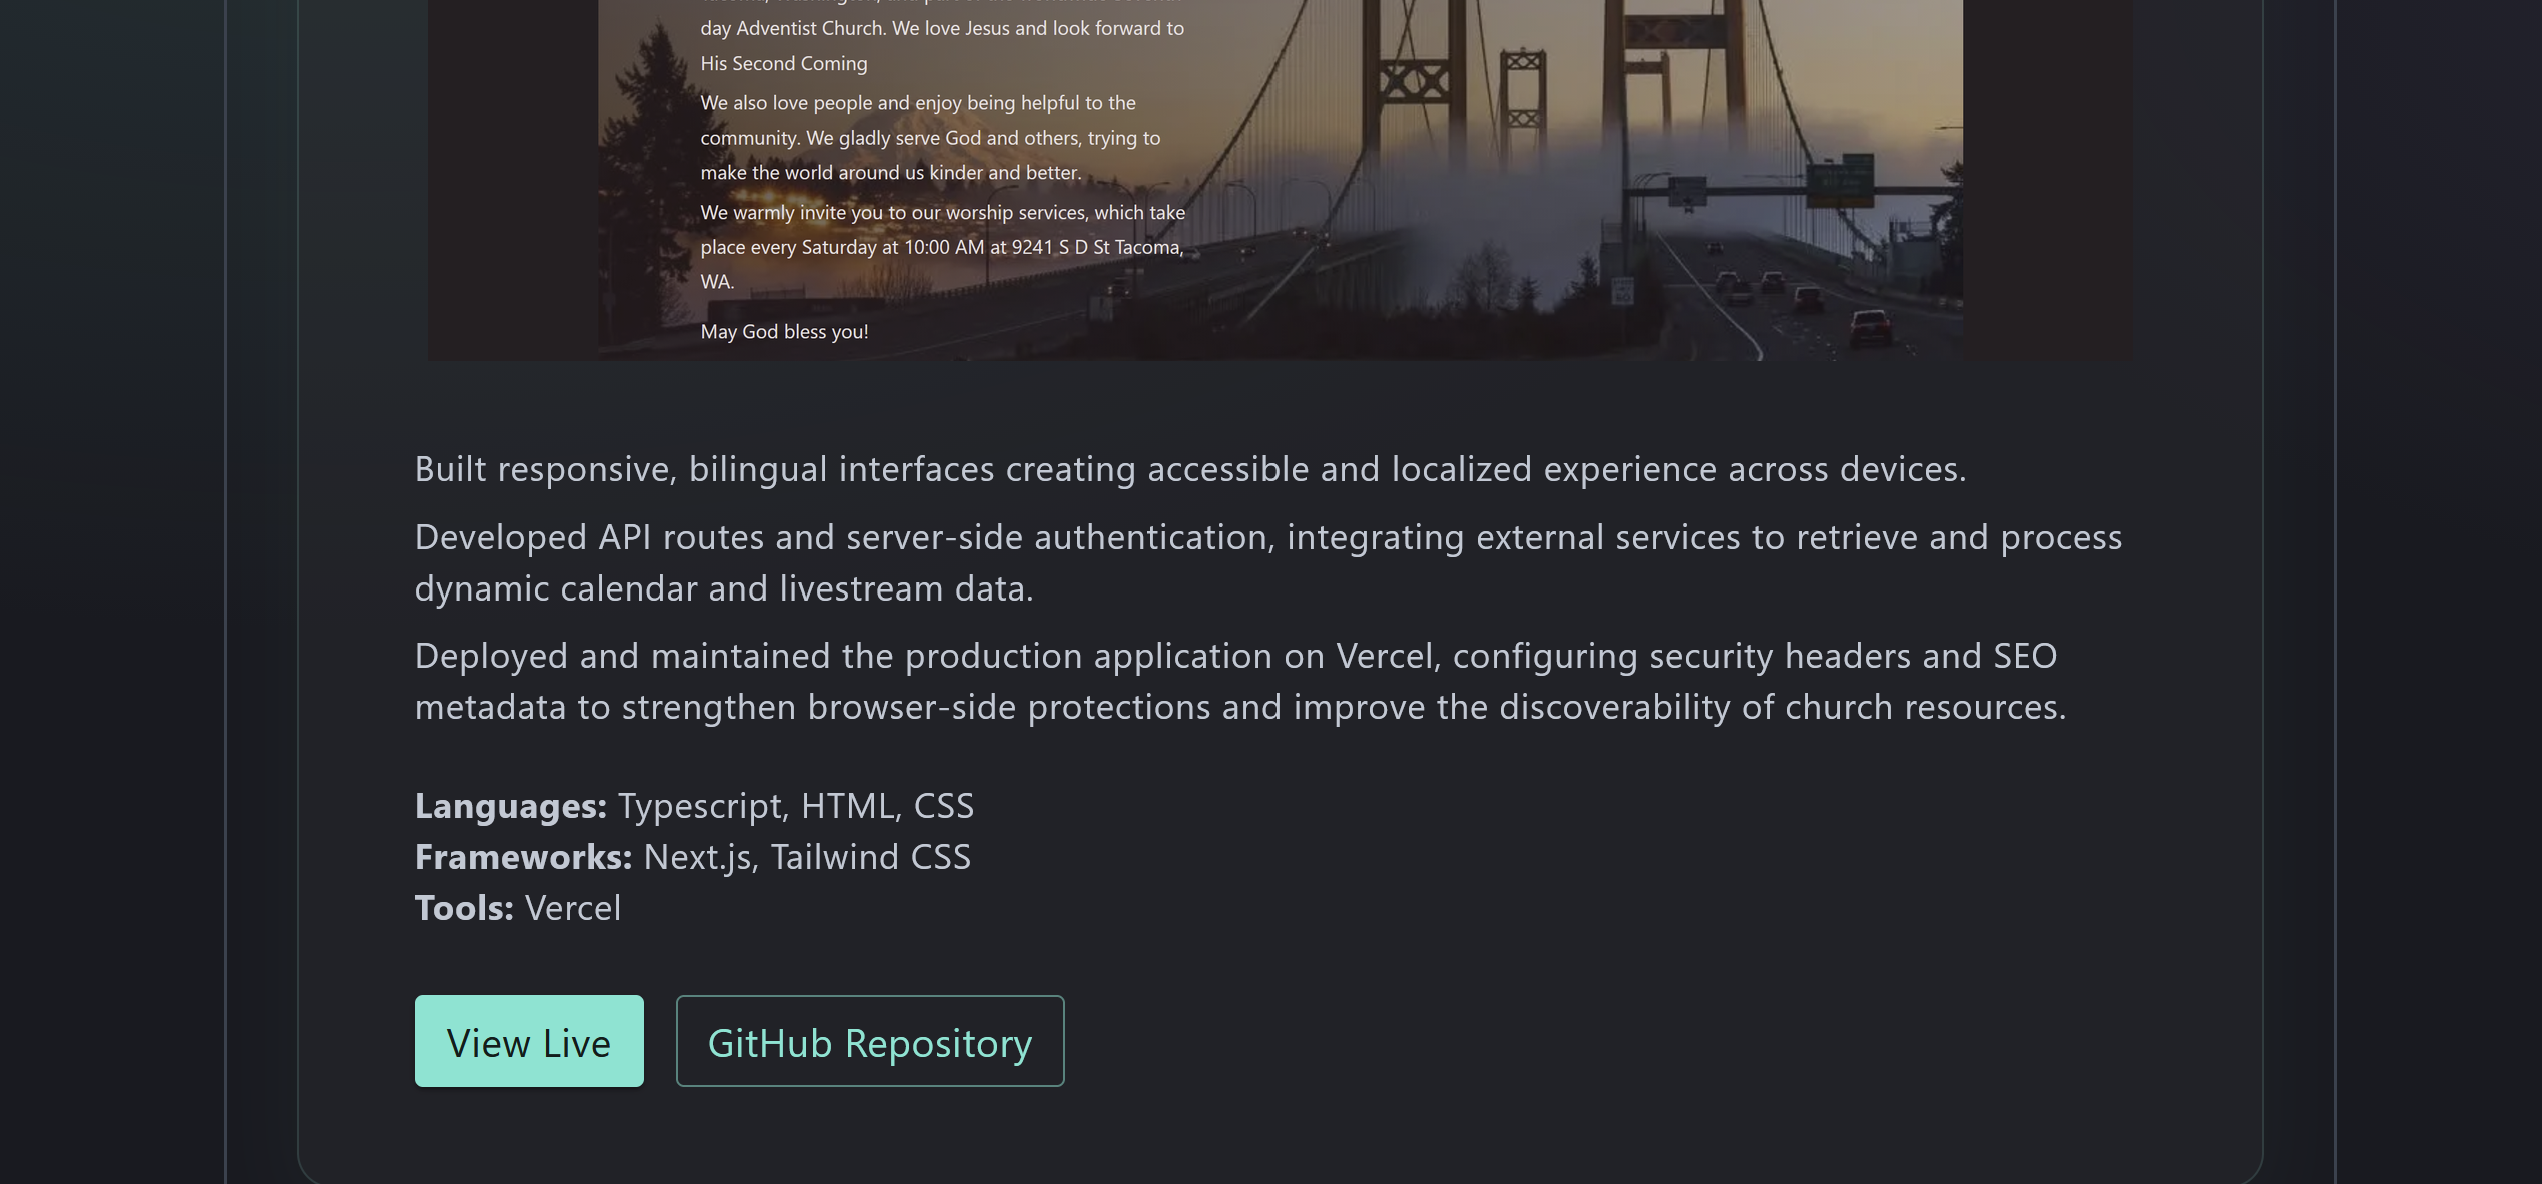 day Adventist Church. We love Jesus and look forward to
His Second Coming
We also love people and enjoy being helpful to the
community. We gladly serve God and others, trying to
make the world around us kinder and better.
We warmly invite you to our worship services, which take
place every Saturday at 10:00 AM at 9241 S D St Tacoma,
WA.
May God bless you!
Built responsive, bilingual interfaces creating accessible and localized experience across devices.
Developed API routes and server-side authentication, integrating external services to retrieve and process
dynamic calendar and livestream data.
Deployed and maintained the production application on Vercel, configuring security headers and SEO
metadata to strengthen browser-side protections and improve the discoverability of church resources.
Languages: Typescript, HTML, CSS
Frameworks: Next.js, Tailwind CSS
Tools: Vercel
View Live
GitHub Repository